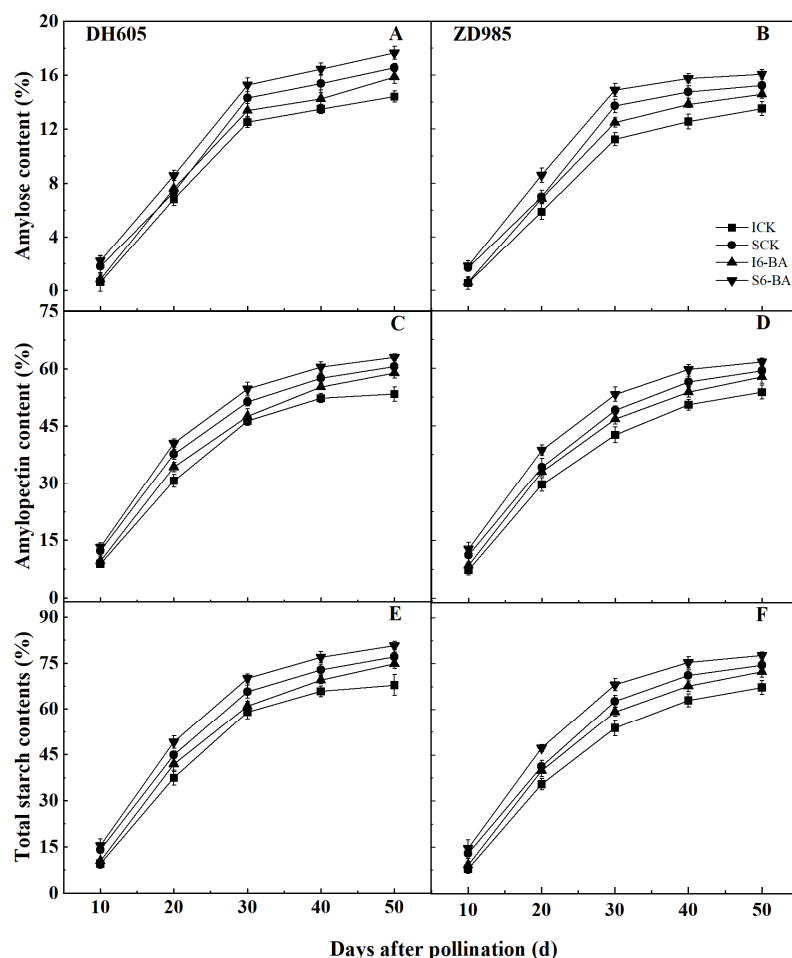 DH605
A
ZD985
B
Amylose content (%)
20
16
12
8
4
0
ICK
SCK
I6-BA
S6-BA
C
D
Amylopectin content (%)
75
60
45
30
15
0
E
F
Total starch contents (%)
90
75
60
45
30
15
0
10 20 30 40 50 10 20 30 40 50
Days after pollination (d)